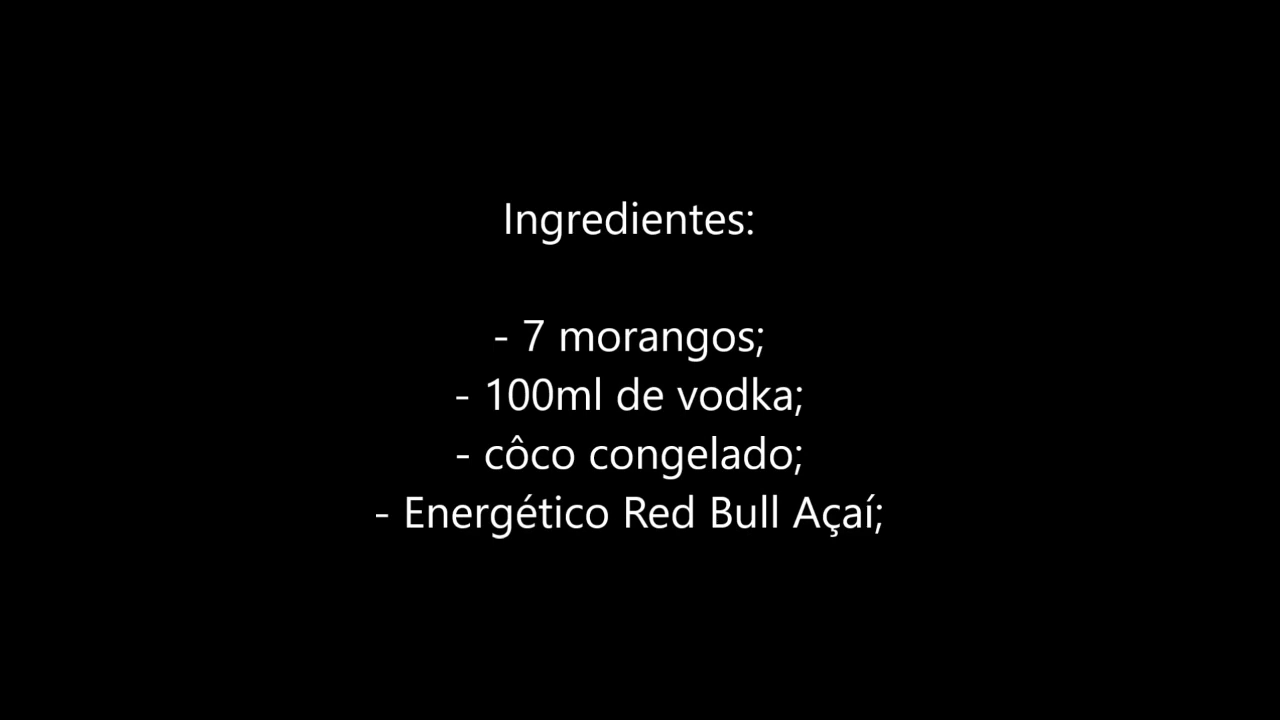 Ingredientes:
- 7 morangos;
- 100ml de vodka;
- côco congelado;
- Energético Red Bull Açaí;